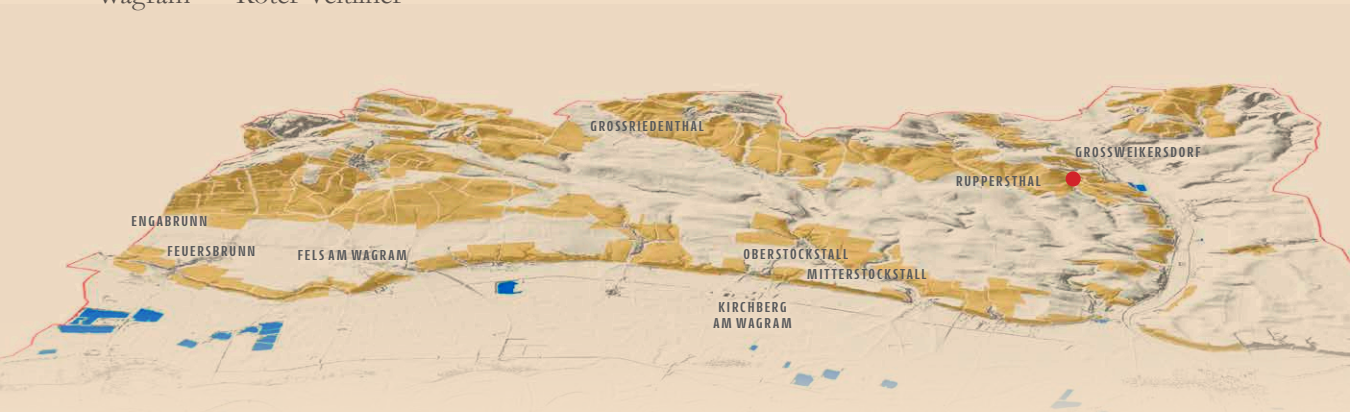 Wagram Roter Veltliner
GROSSRIEDENTHAL
GROSSWEIKERSDORF
RUPPERSTHAL
ENGABRUNN
FEUERSBRUNN
FELS AM WAGRAM
OBERSTOCKSTALL
MITTERSTOCKSTALL
KIRCHBERG
AM WAGRAM